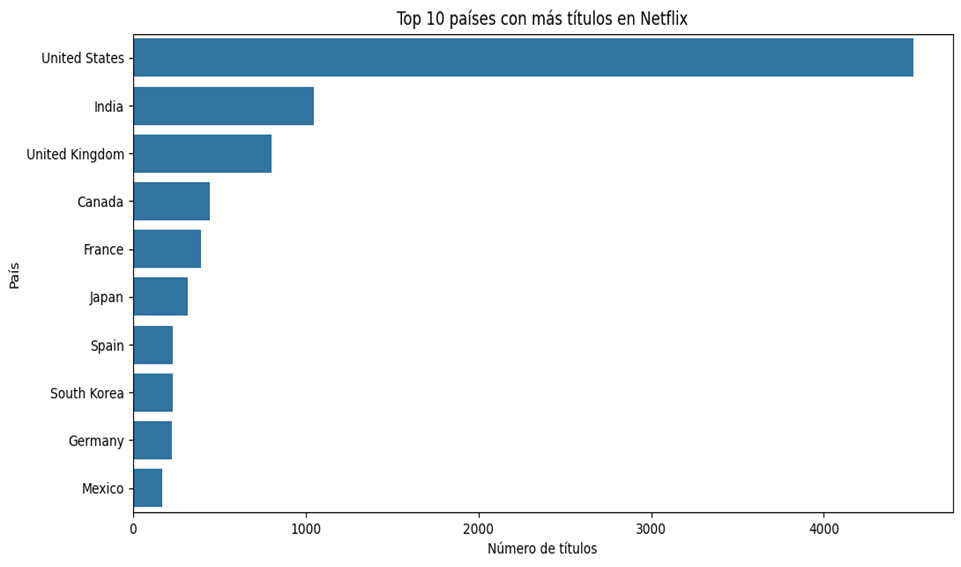 Top 10 países con más títulos en Netflix
País
United States
India
United Kingdom
Canada
France
Japan
Spain
South Korea
Germany
Mexico
0 1000 2000 3000 4000
Número de títulos